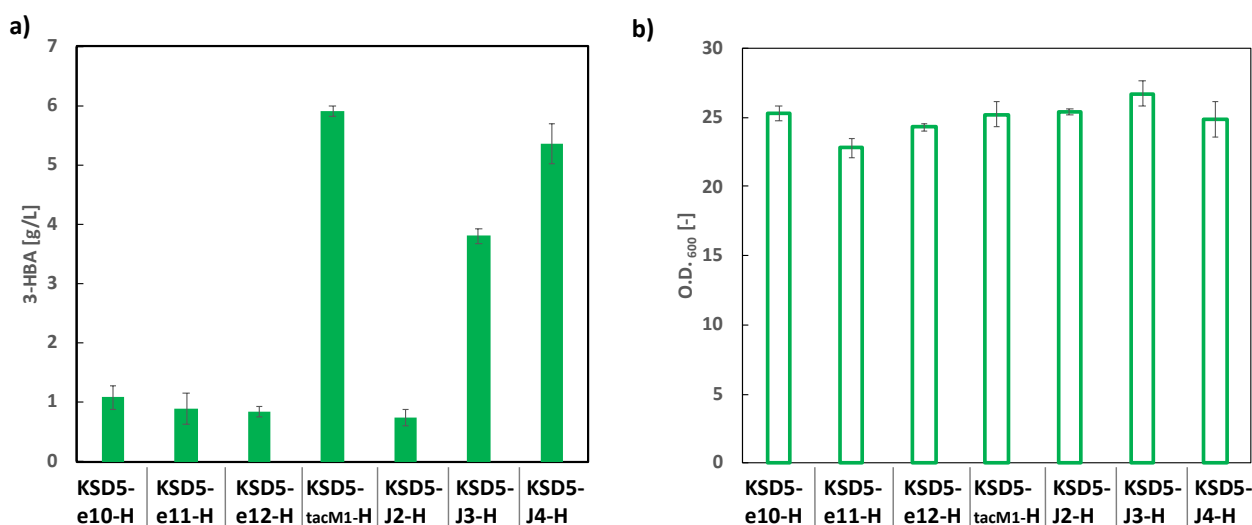 a)
7
6
5
4
3
2
1
0
3-HBA [g/L]
KSD5-e10-H
KSD5-e11-H
KSD5-e12-H
KSD5-tacM1-H
KSD5-J2-H
KSD5-J3-H
KSD5-J4-H
b)
30
25
20
15
10
5
0
O.D.600 [-]
KSD5-e10-H
KSD5-e11-H
KSD5-e12-H
KSD5-tacM1-H
KSD5-J2-H
KSD5-J3-H
KSD5-J4-H